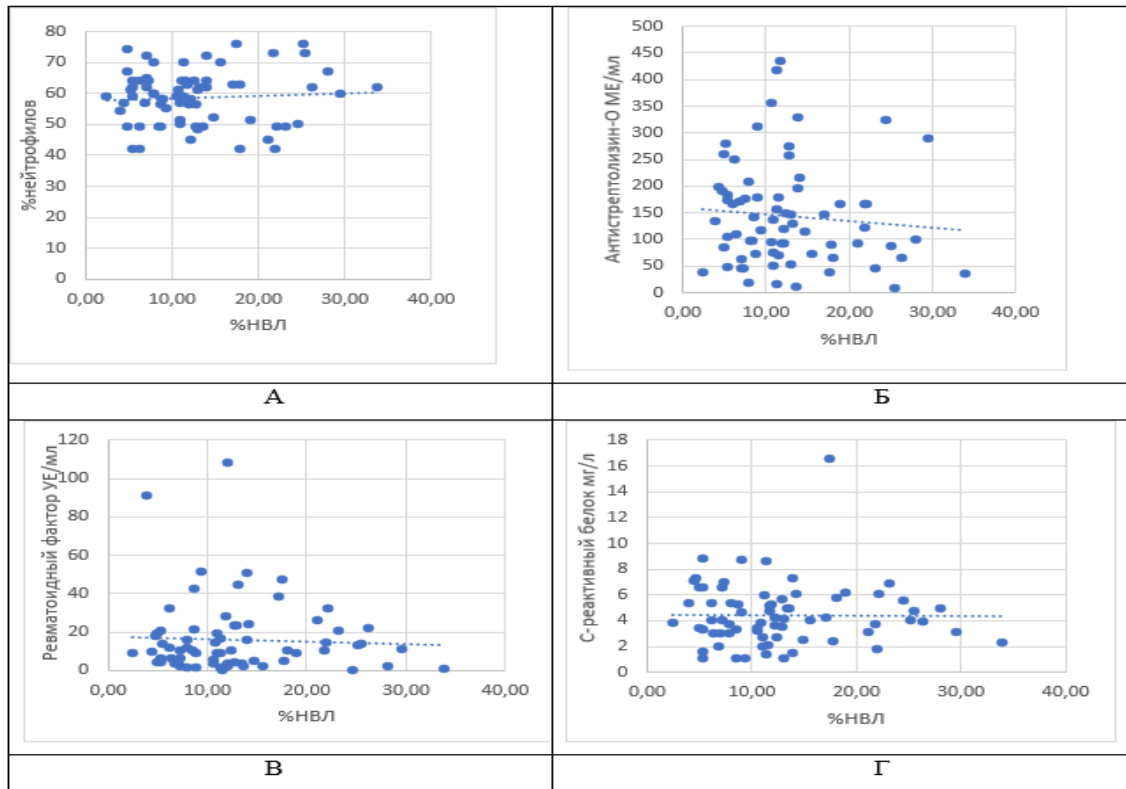 %нейтрофилов
80
70
60
50
40
30
20
10
0
0,00 10,00 20,00 30,00 40,00
%НВЛ
Антистрептолизин-О МЕ/мл
500
450
400
350
300
250
200
150
100
50
0
0,00 10,00 20,00 30,00 40,00
%НВЛ
А Б
Ревматоидный фактор УЕ/мл
120
100
80
60
40
20
0
0,00 10,00 20,00 30,00 40,00
%НВЛ
С-реактивный белок мг/л
18
16
14
12
10
8
6
4
2
0
0,00 10,00 20,00 30,00 40,00
%НВЛ
В Г